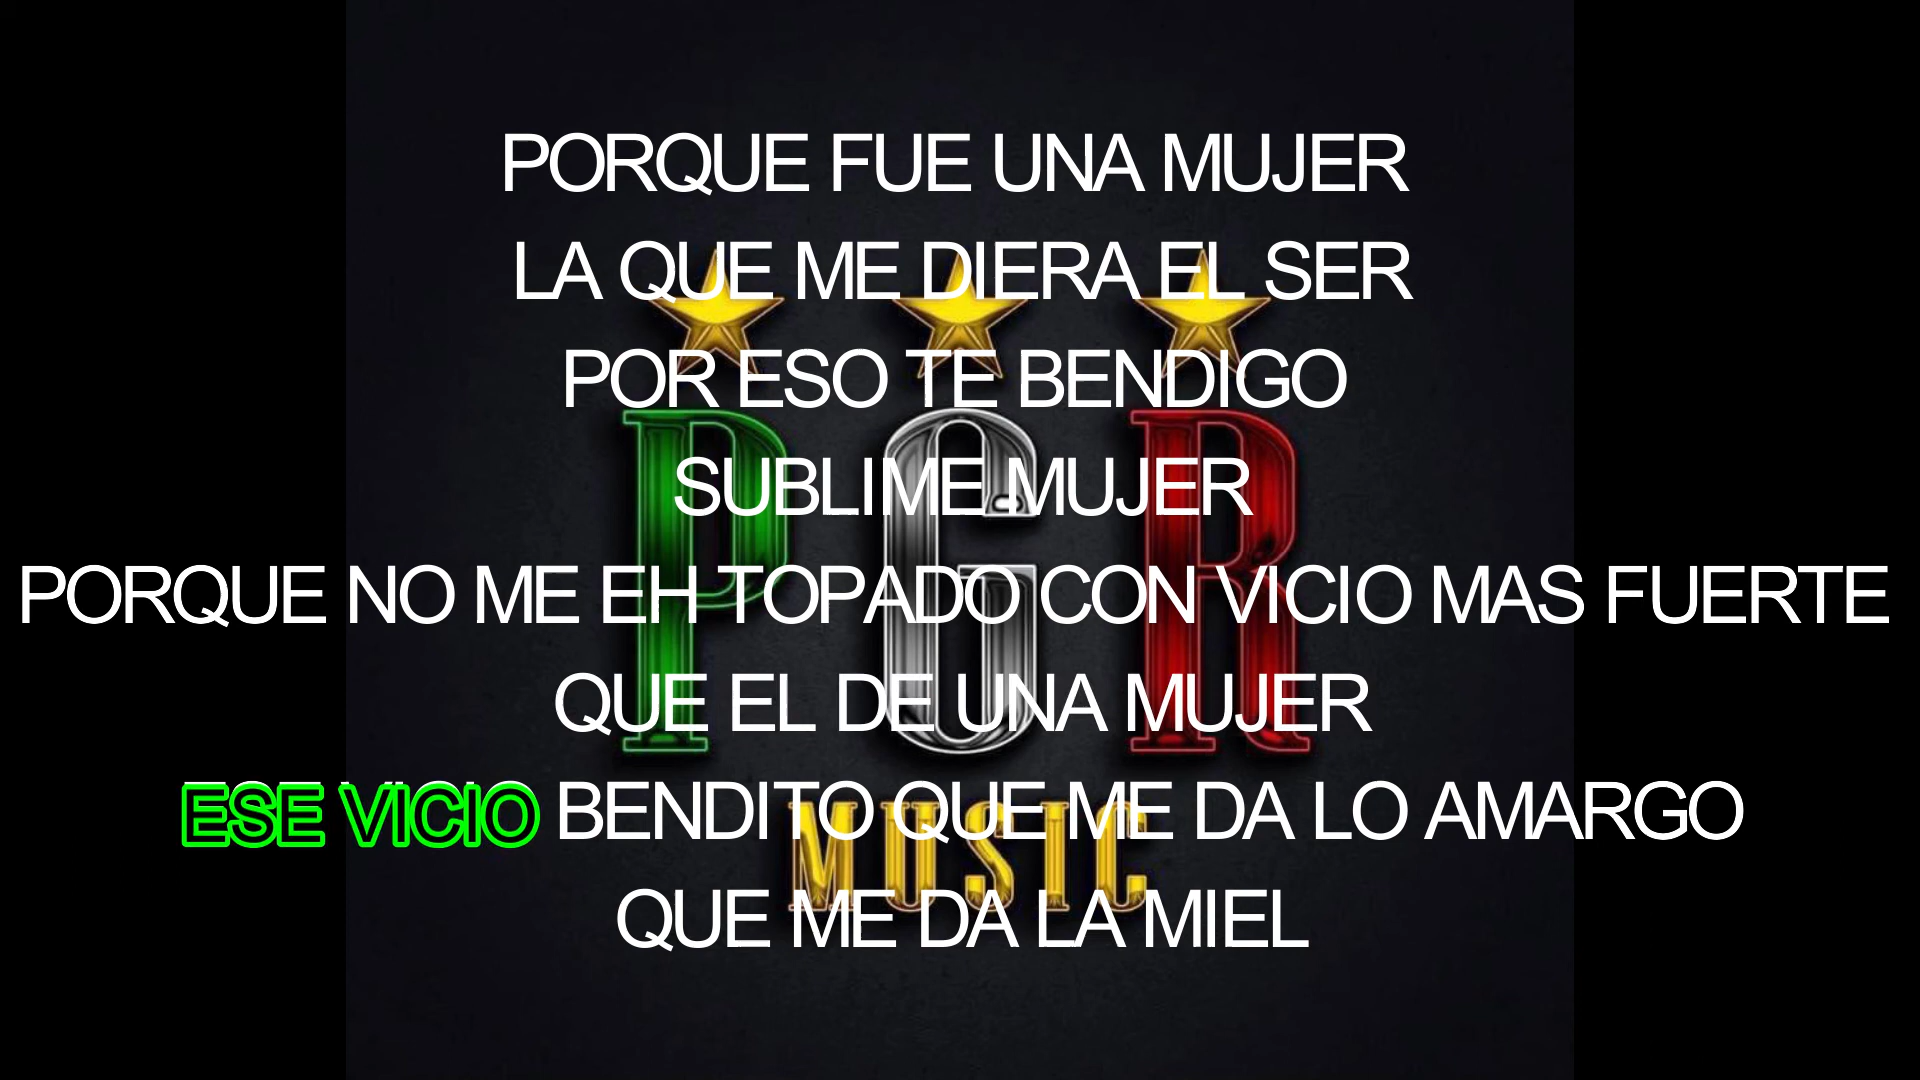 PORQUE FUE UNA MUJER
LA QUE ME DIERA EL SER
POR ESO TE BENDIGO
SUBLIME MUJER
PORQUE NO ME EH TOPADO CON VICIO MAS FUERTE
QUE EL DE UNA MUJER
ESE VICIO BENDITO QUE ME DA LO AMARGO
QUE ME DA LA MIEL
PGR
MUSIC